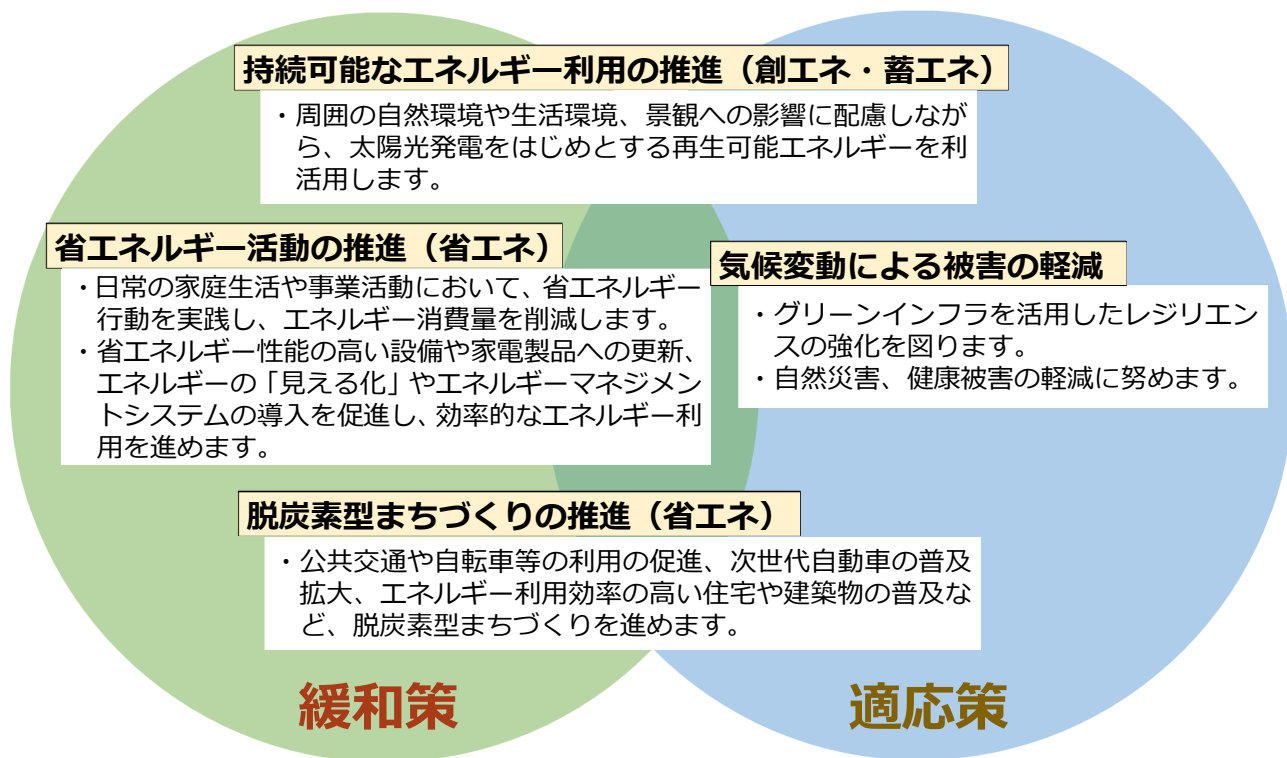 持続可能なエネルギー利用の推進（創エネ・蓄エネ）
・周囲の自然環境や生活環境、景観への影響に配慮しなが
ら、太陽光発電をはじめとする再生可能エネルギーを利
活用します。
省エネルギー活動の推進（省エネ）
・日常の家庭生活や事業活動において、省エネルギー
行動を実践し、エネルギー消費量を削減します。
・省エネルギー性能の高い設備や家電製品への更新、
エネルギーの「見える化」やエネルギーマネジメン
トシステムの導入を促進し、効率的なエネルギー利
用を進めます。
気候変動による被害の軽減
・グリーンインフラを活用したレジリエン
スの強化を図ります。
・自然災害、健康被害の軽減に努めます。
脱炭素型まちづくりの推進（省エネ）
・公共交通や自転車等の利用の促進、次世代自動車の普及
拡大、エネルギー利用効率の高い住宅や建築物の普及な
ど、脱炭素型まちづくりを進めます。
緩和策
適応策